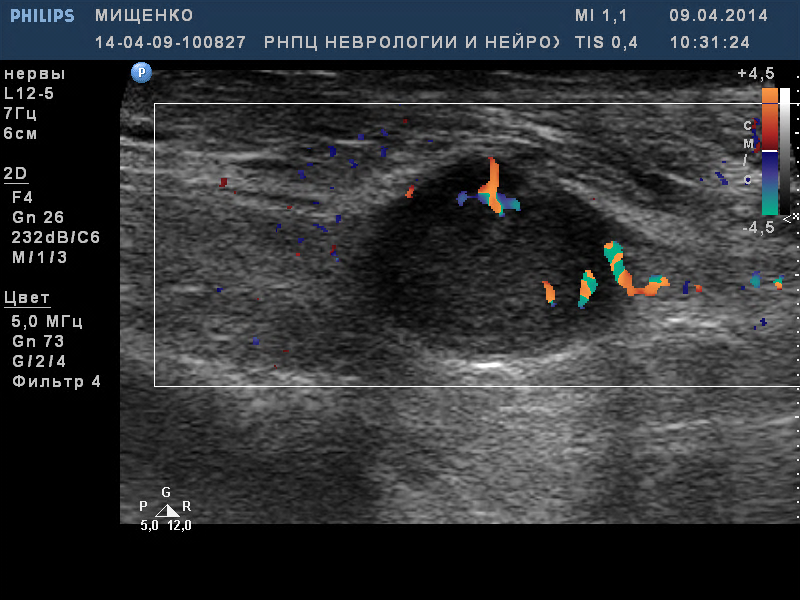 PHILIPS МИЩЕНКО MI 1,1 09.04.2014
14-04-09-100827 РНПЦ НЕВРОЛОГИИ И НЕЙРО TIS 0,4 10:31:24
нервы
L12-5
7Гц
6см
2D
F4
Gn 26
232dB/C6
M/1/3
Цвет
5,0 МГц
Gn 73
G/2/4
Фильтр 4
P
+4,5
см/с
-4,5
G
P R
5,0 12,0